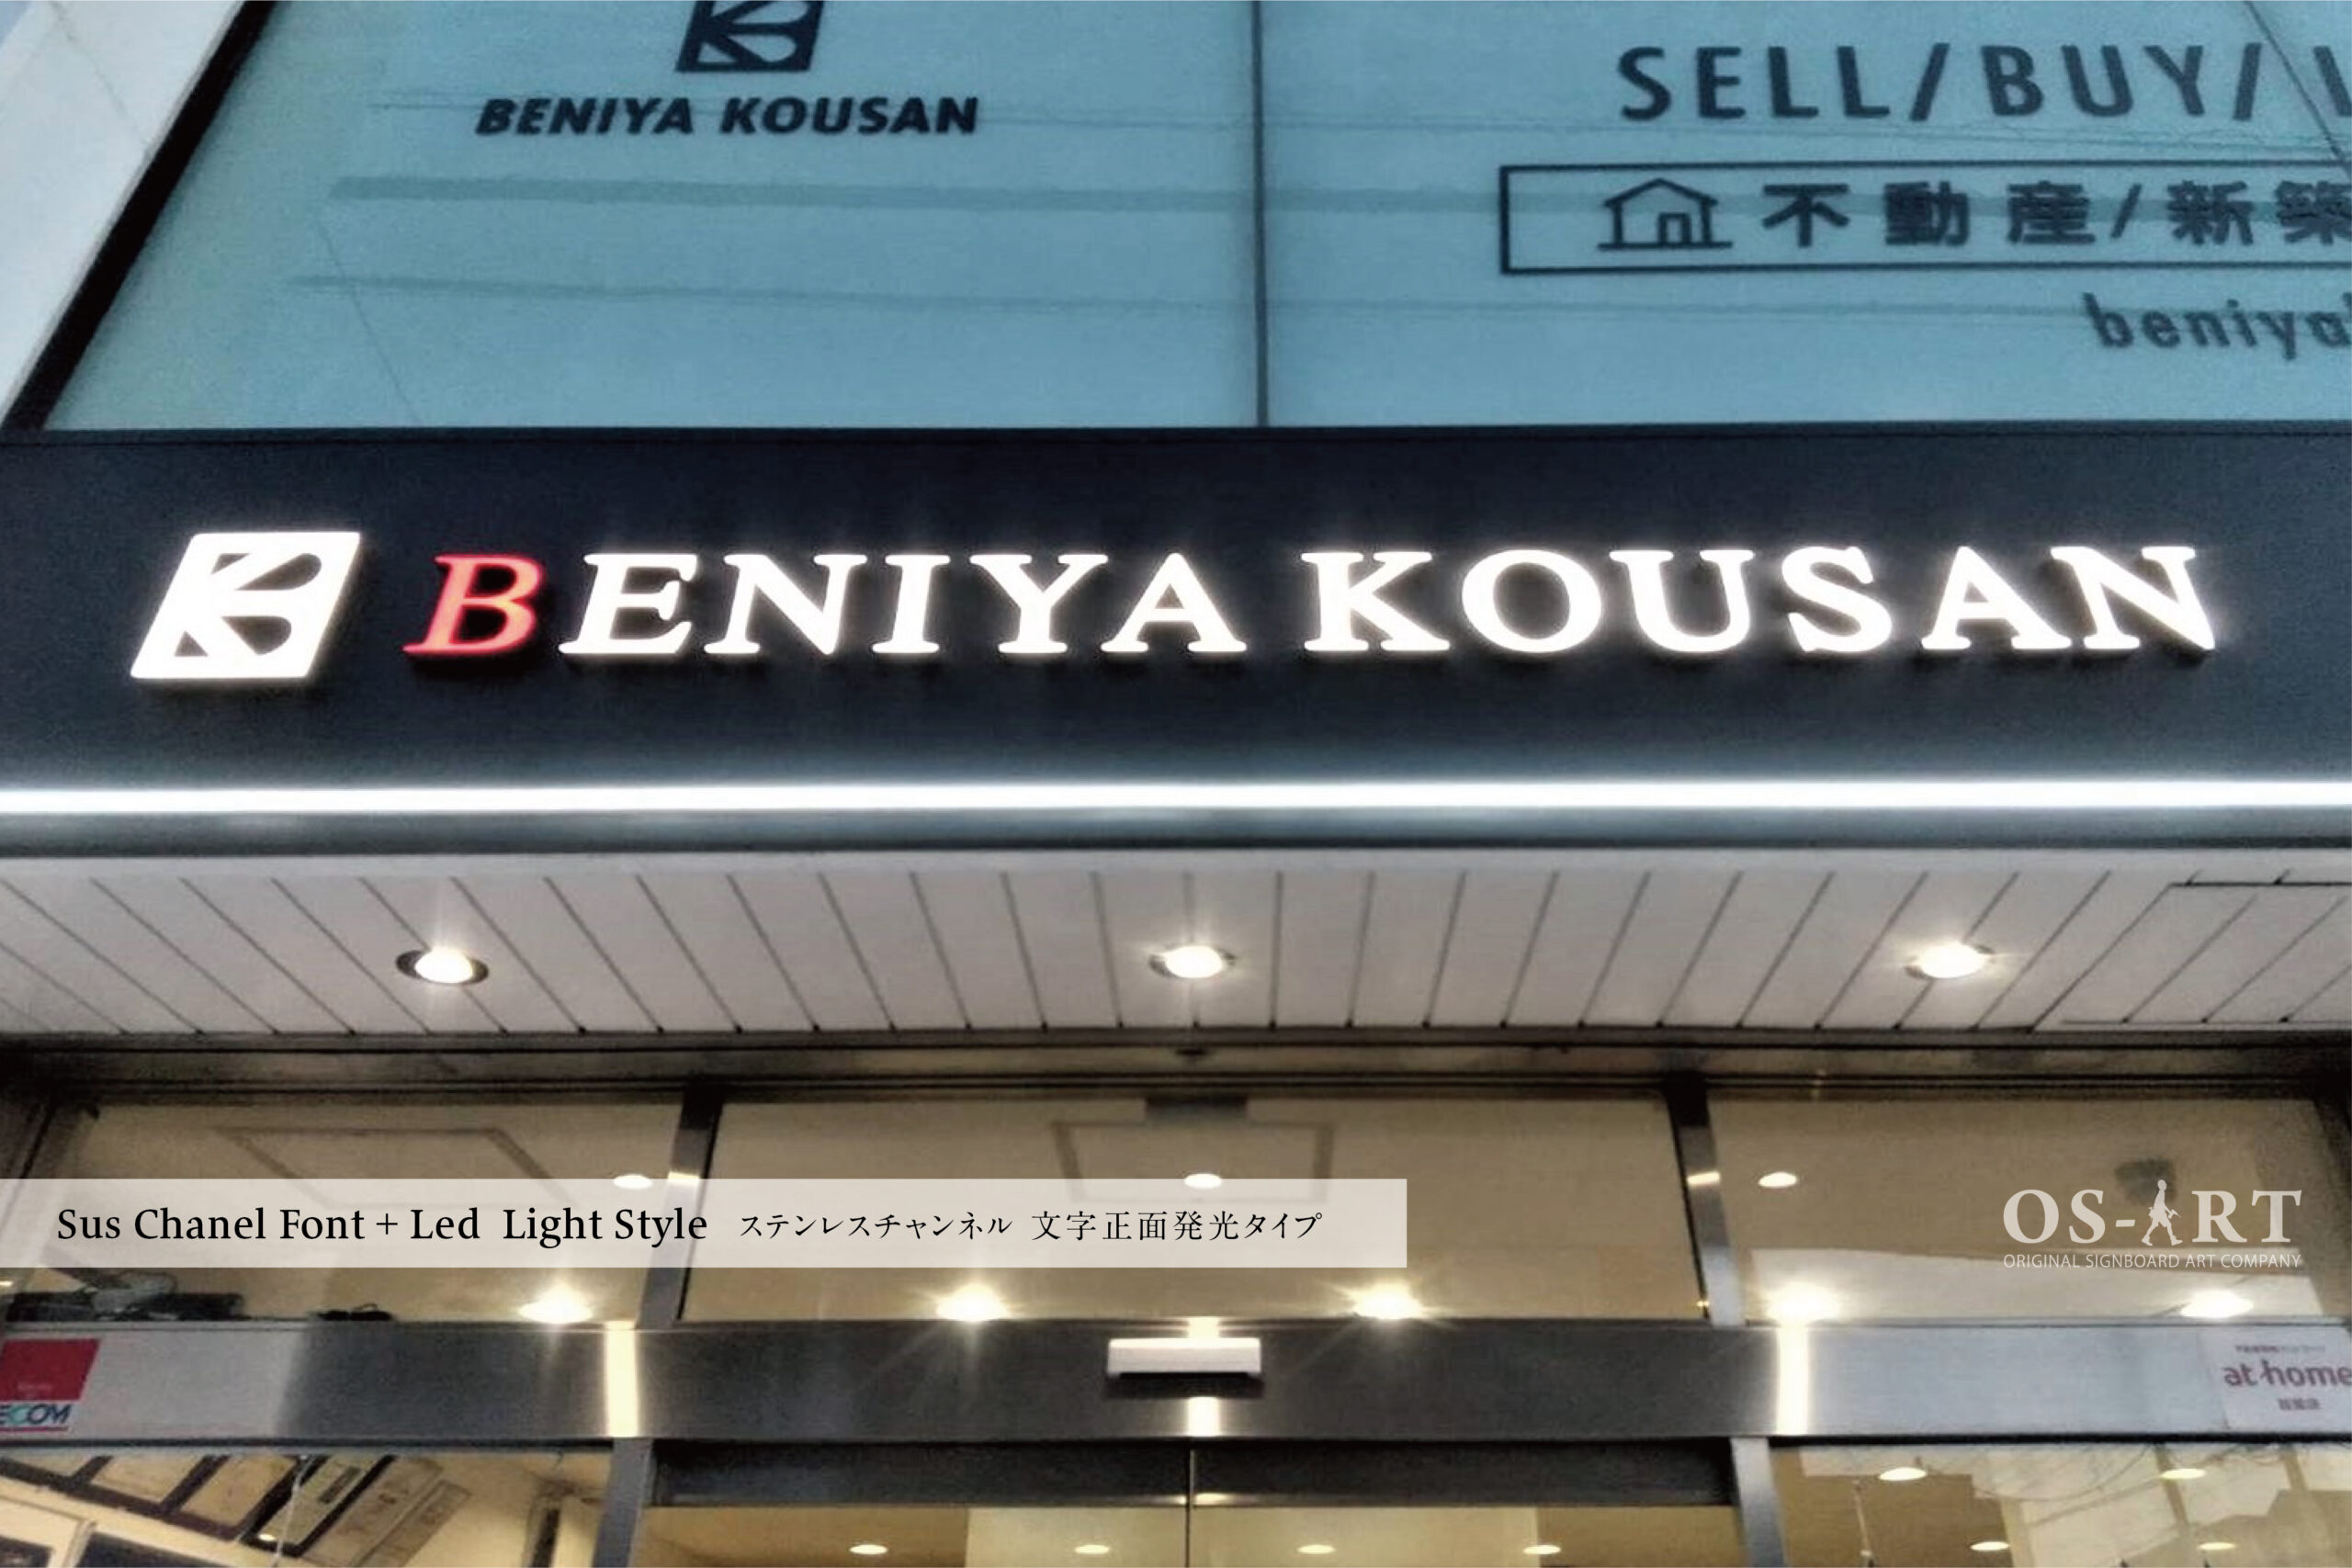 BENIYA KOUSAN
SELL/BUY/
不動産/新築
beniya
BENIYA KOUSAN
Sus Chanel Font + Led Light Style ステンレスチャンネル 文字正面発光タイプ
OS-ART
ORIGINAL SIGNBOARD ART COMPANY
ECOM
at home